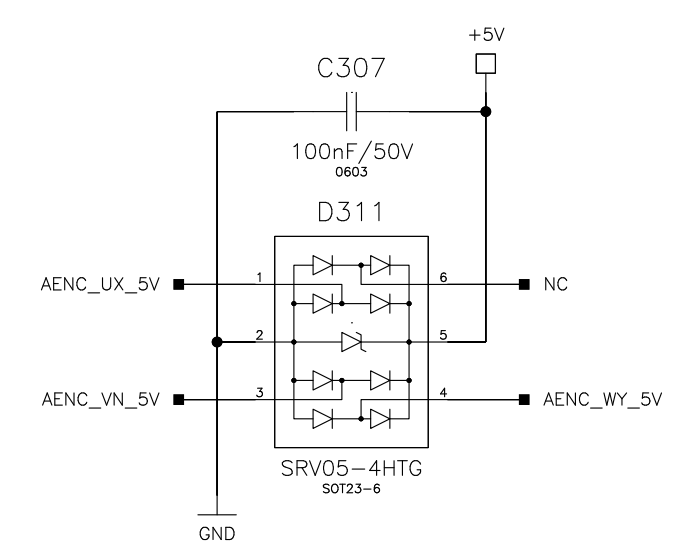 +5V
C307
100nF/50V
0603
D311
AENC_UX_5V
1
6
NC
2
5
AENC_VN_5V
3
4
AENC_WY_5V
SRV05-4HTG
SOT23-6
GND